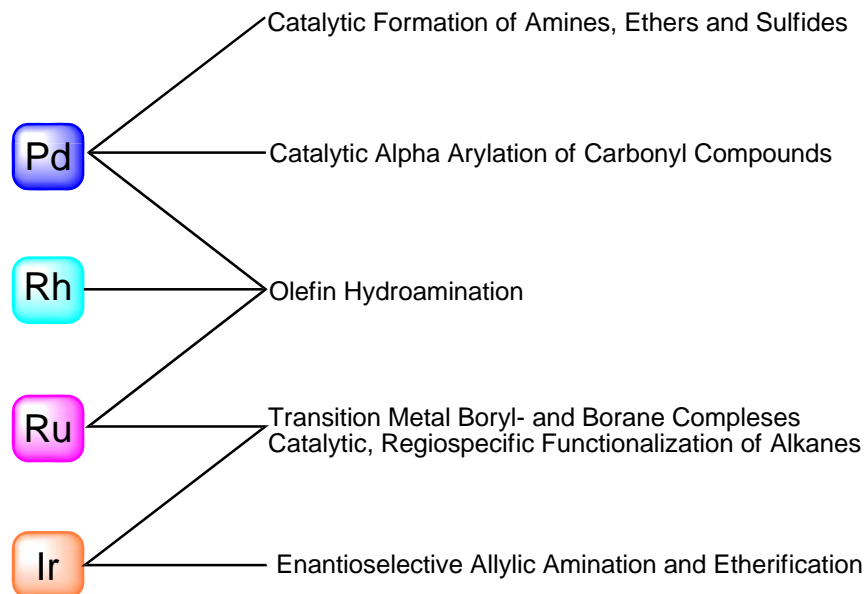 Catalytic Formation of Amines, Ethers and Sulfides
Pd
Catalytic Alpha Arylation of Carbonyl Compounds
Rh
Olefin Hydroamination
Ru
Transition Metal Boryl- and Borane Compleses
Catalytic, Regiospecific Functionalization of Alkanes
Ir
Enantioselective Allylic Amination and Etherification